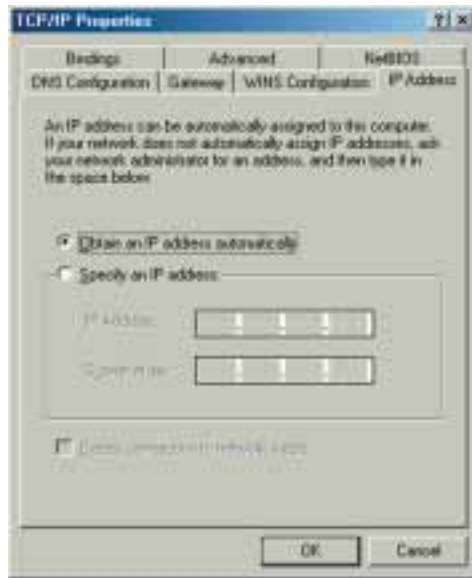 TCP/IP Properties
? X
Bindings Advanced NetBIOS
DNS Configuration Gateway WINS Configuration IP Address
An IP address can be automatically assigned to this computer.
If your network does not automatically assign IP addresses, ask
your network administrator for an address, and then type it in
the space below.
Obtain an IP address automatically
Specify an IP address:
IP Address:
Subnet Mask:
OK Cancel